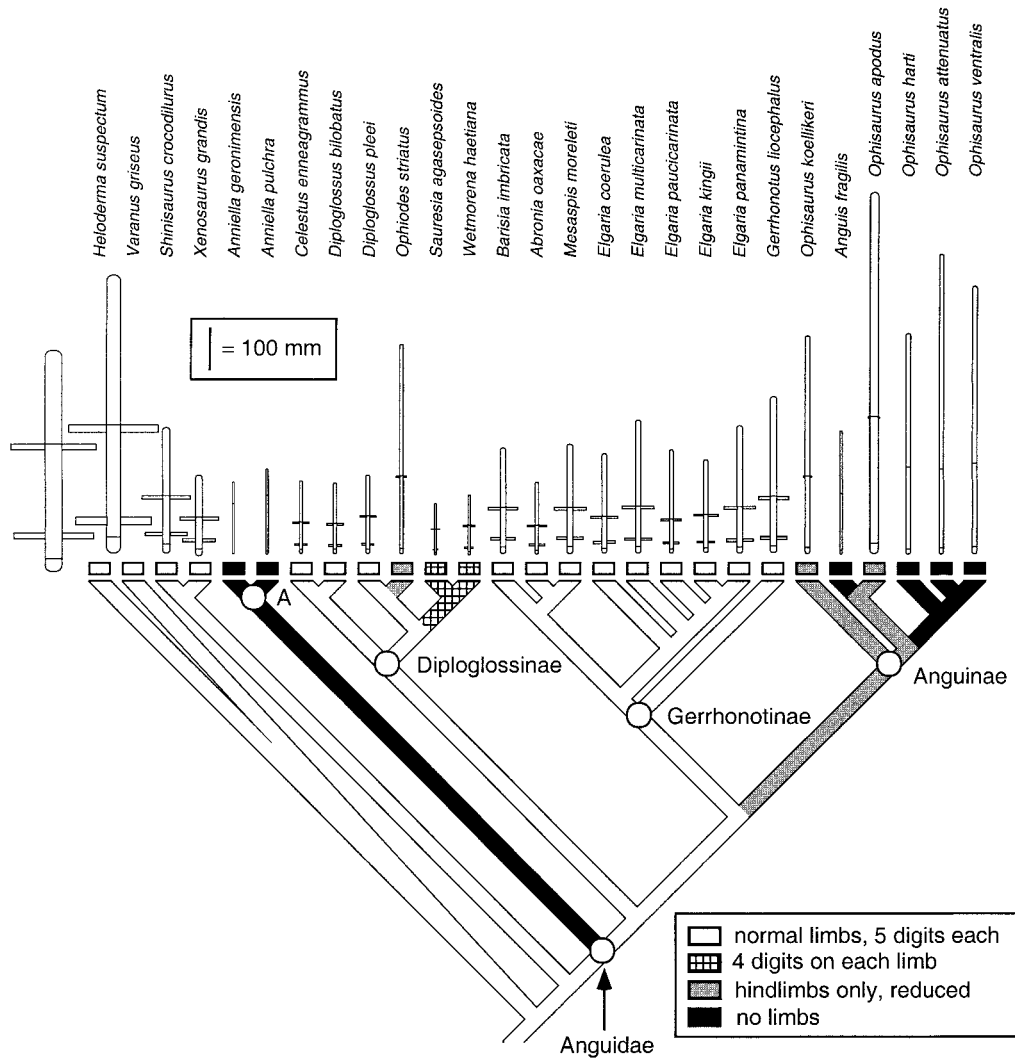 Heloderma suspectum
Varanus griseus
Shinisaurus crocodilurus
Xenosaurus grandis
Anniella geronimensis
Anniella pulchra
Celestus enneagrammus
Diploglossus bilobatus
Diploglossus pleei
Ophiodes striatus
Sauresia agasepsoides
Wetmorena haetiana
Barisia imbricata
Abronia oaxacae
Mesaspis moreleti
Elgaria coerulea
Elgaria multicarinata
Elgaria paucicarinata
Elgaria kingii
Elgaria panamintina
Gerrhonotus liocephalus
Ophisaurus koellikeri
Anguis fragilis
Ophisaurus apodus
Ophisaurus harti
Ophisaurus attenuatus
Ophisaurus ventralis
= 100 mm
A
Diploglossinae
Anguinae
Gerrhonotinae
normal limbs, 5 digits each
4 digits on each limb
hindlimbs only, reduced
no limbs
Anguidae